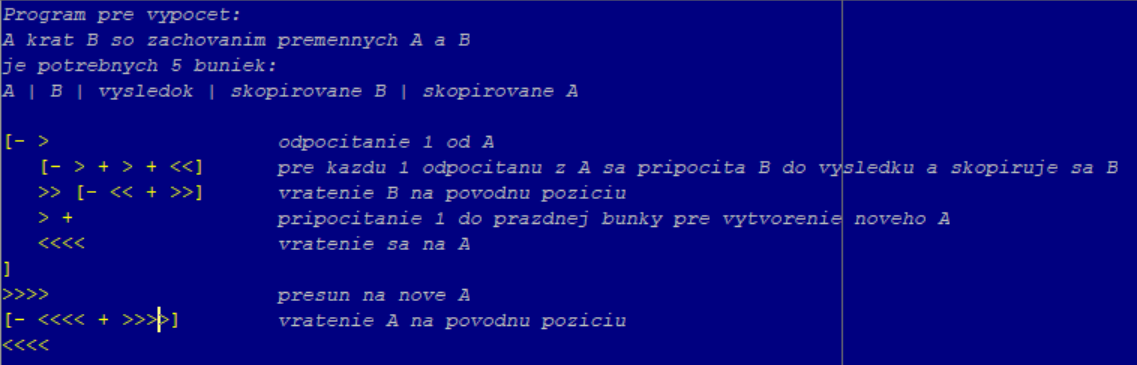 Program pre vypocet:
A krat B so zachovanim premennych A a B
je potrebnych 5 buniek:
A | B | vysledok | skopirovane B | skopirovane A
[- > odpocitanie 1 od A
[- > + > + <<] pre kazdu 1 odpocitanu z A sa pripocita B do vysledku a skopiruje sa B
>> [- << + >>] vratenie B na povodnu poziciu
> + pripocitanie 1 do prazdnej bunky pre vytvorenie noveho A
<<<< vratenie sa na A
]
>>>> presun na nove A
[- <<<< + >>>>] vratenie A na povodnu poziciu
<<<<